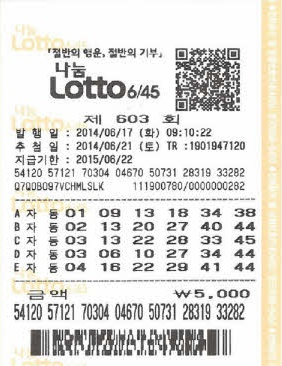 「절반의 행운, 절반의 기부」
나눔
Lotto 6/45
제 603 회
발 행 일 : 2014/06/17 (화) 09:10:22
추 첨 일 : 2014/06/21 (토) TR :1901947120
지급기한 : 2015/06/22
54120 57121 70304 04670 50731 28319 33282
111900780/0000000282
A 자 동 01 09 13 18 34 38
B 자 동 02 13 20 27 40 44
C 자 동 03 13 22 28 33 45
D 자 동 03 06 10 27 34 40
E 자 동 04 16 22 29 41 44
금 액 ₩5,000
54120 57121 70304 04670 50731 28319 33282